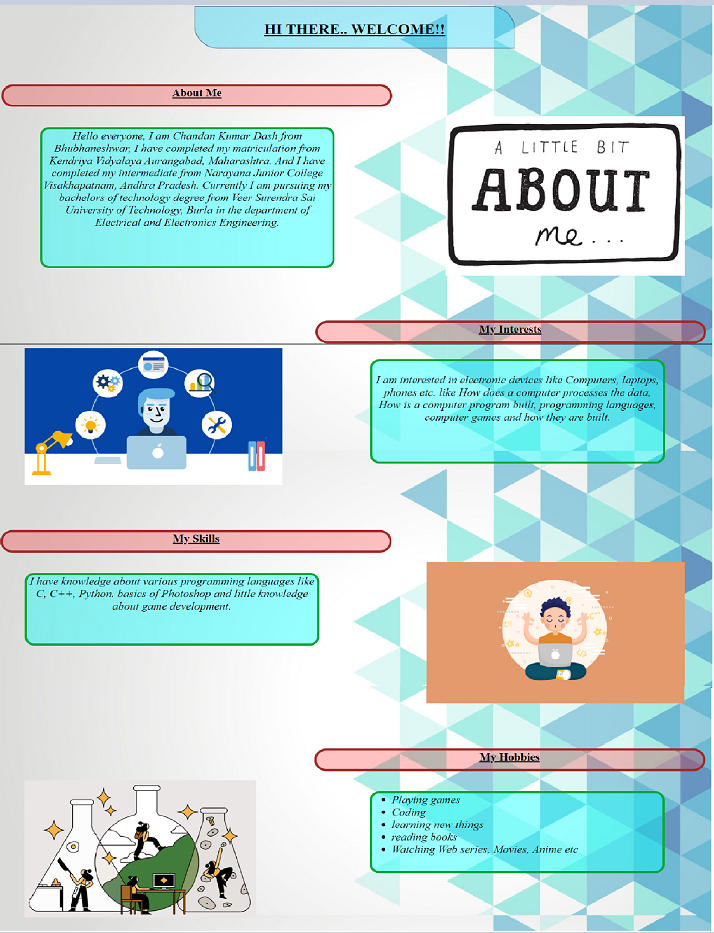 HI THERE.. WELCOME!!
About Me
Hello everyone, I am Chandan Kumar Dash from
Bhubhaneshwar, I have completed my matriculation from
Kendriya Vidyalaya Aurangabad, Maharashtra. And I have
completed my intermediate from Narayana Junior College
Visakhapatnam, Andhra Pradesh. Currently I am pursuing my
bachelors of technology degree from Veer Surendra Sai
University of Technology, Burla in the department of
Electrical and Electronics Engineering.
A LITTLE BIT
ABOUT
me...
My Interests
I am interested in electronic devices like Computers, laptops,
phones etc. like How does a computer processes the data,
How is a computer program built, programming languages,
computer games and how they are built.
My Skills
I have knowledge about various programming languages like
C, C++, Python. basics of Photoshop and little knowledge
about game development.
My Hobbies
• Playing games
• Coding
• learning new things
• reading books
• Watching Web series, Movies, Anime etc